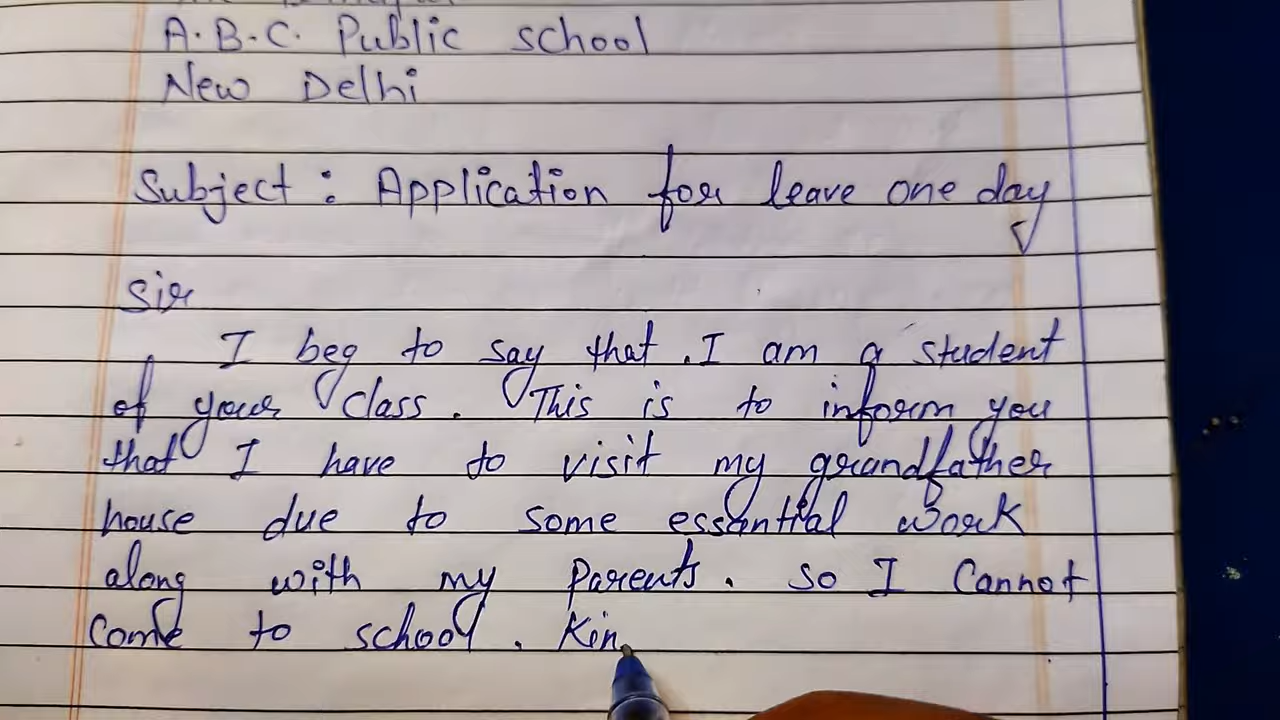 A.B.C. Public school
New Delhi
Subject : Application for leave one day
Sir
I beg to say that . I am a student
of your class . This is to inform you
that I have to visit my grandfather
house due to some essential work
along with my Parents . so I Cannot
Come to school . Kin